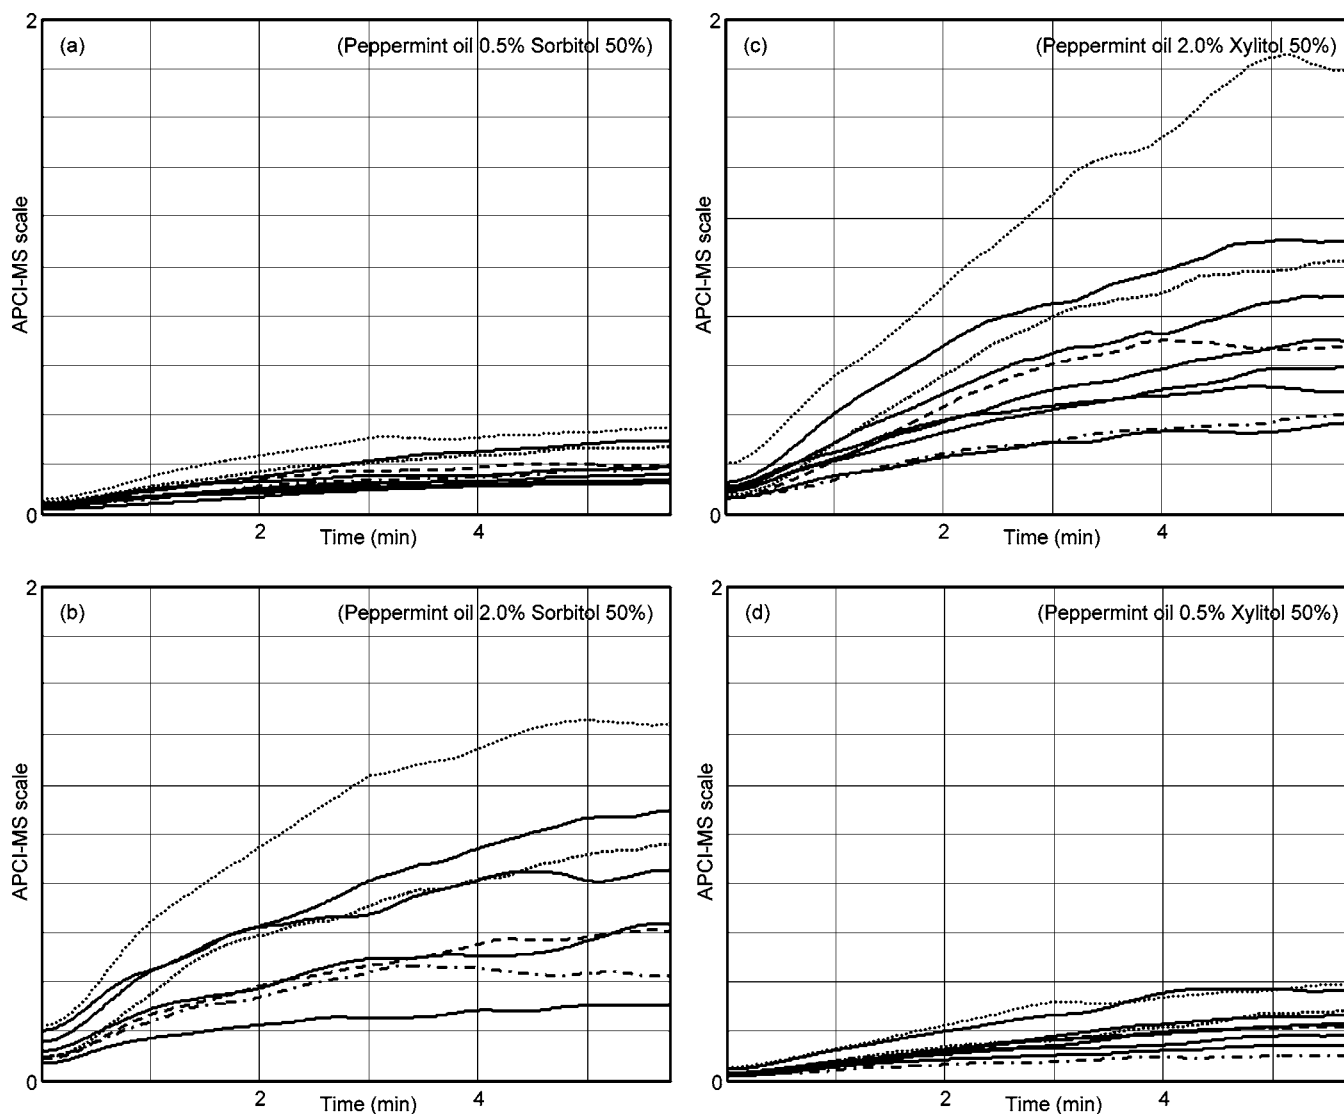 2
(a)
(Peppermint oil 0.5% Sorbitol 50%)
APCI-MS scale
0
2
4
Time (min)
2
(c)
(Peppermint oil 2.0% Xylitol 50%)
APCI-MS scale
0
2
4
Time (min)
2
(b)
(Peppermint oil 2.0% Sorbitol 50%)
APCI-MS scale
0
2
4
Time (min)
2
(d)
(Peppermint oil 0.5% Xylitol 50%)
APCI-MS scale
0
2
4
Time (min)